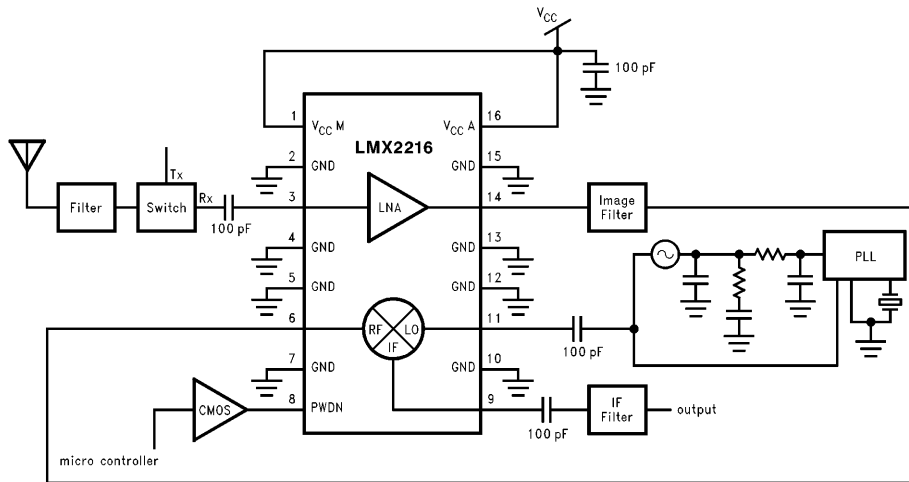 VCC
100 pF
1
16
VCC M
VCC A
LMX2216
2
15
GND
GND
Tx
Filter
Switch
Rx
100 pF
3
14
LNA
Image
Filter
4
13
GND
GND
PLL
5
12
GND
GND
6
11
RF
LO
IF
100 pF
7
10
GND
GND
8
9
CMOS
PWDN
100 pF
IF
Filter
output
micro controller